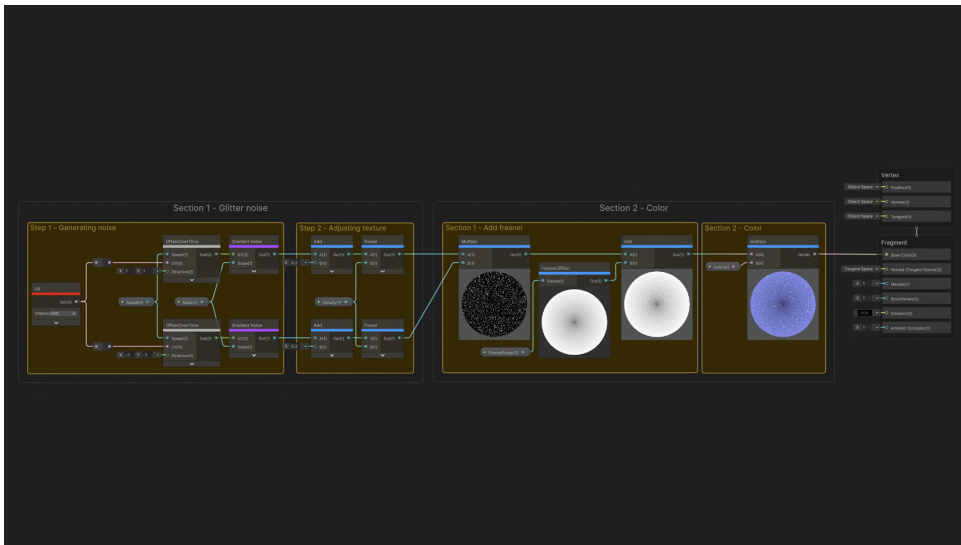 Section 1 - Glitter noise
Step 1 - Generating noise
UV
Out(4)
Channel UV0
OffsetOverTime
Speed(1) Out(2)
UV(4)
X 1 Y 1 Direction(2)
Gradient Noise
UV(2) Out(1)
Scale(1)
Speed(1)
Scale(1)
OffsetOverTime
Speed(1) Out(2)
UV(4)
X -1 Y -1 Direction(2)
Gradient Noise
UV(2) Out(1)
Scale(1)
Step 2 - Adjusting texture
Add
A(1) Out(1)
X B(1)
Power
A(1) Out(1)
B(1)
Density(1)
Add
A(1) Out(1)
X B(1)
Power
A(1) Out(1)
B(1)
Section 2 - Color
Section 1 - Add fresnel
Multiply
A(1) Out(1)
B(1)
Fresnel Effect
Power(1) Out(1)
FresnelPower(1)
Add
A(1) Out(1)
B(1)
Section 2 - Color
Multiply
A(4) Out(4)
B(4)
Color(4)
Vertex
Object Space Position(3)
Object Space Normal(3)
Object Space Tangent(3)
Fragment
Base Color(3)
Tangent Space Normal (Tangent Space)(3)
X Metallic(1)
X Smoothness(1)
HDR Emission(3)
X 1 Ambient Occlusion(1)